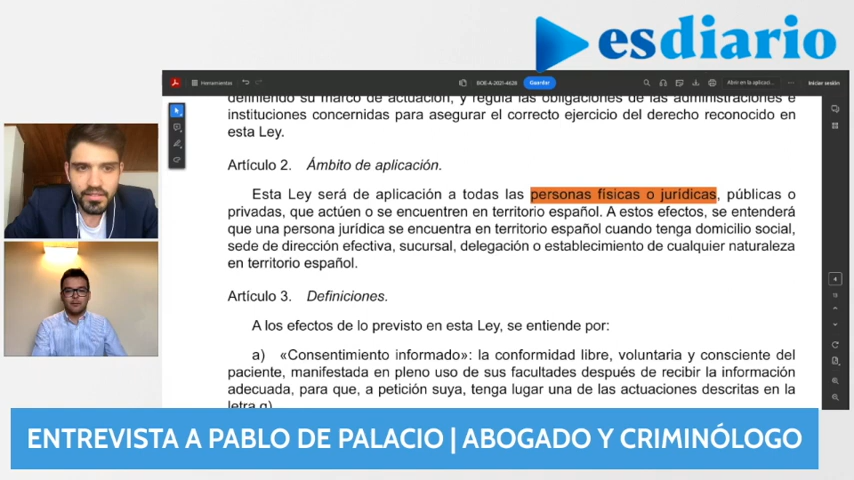 esdiario
Herramientas
BOE-A-2021-4628
Guardar
Abrir en la aplicaci...
Iniciar sesión
definiendo su marco de actuación, y regula las obligaciones de las administraciones e
instituciones concernidas para asegurar el correcto ejercicio del derecho reconocido en
esta Ley.
Artículo 2. Ámbito de aplicación.
Esta Ley será de aplicación a todas las personas físicas o jurídicas, públicas o
privadas, que actúen o se encuentren en territorio español. A estos efectos, se entenderá
que una persona jurídica se encuentra en territorio español cuando tenga domicilio social,
sede de dirección efectiva, sucursal, delegación o establecimiento de cualquier naturaleza
en territorio español.
4
Artículo 3. Definiciones.
A los efectos de lo previsto en esta Ley, se entiende por:
a) «Consentimiento informado»: la conformidad libre, voluntaria y consciente del
paciente, manifestada en pleno uso de sus facultades después de recibir la información
adecuada, para que, a petición suya, tenga lugar una de las actuaciones descritas en la
letra g)
ENTREVISTA A PABLO DE PALACIO | ABOGADO Y CRIMINÓLOGO